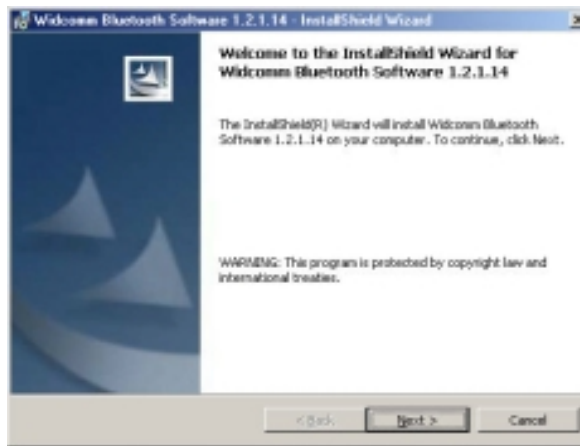 Widcomm Bluetooth Software 1.2.1.14 - InstallShield Wizard
Welcome to the InstallShield Wizard for
Widcomm Bluetooth Software 1.2.1.14
The InstallShield(R) Wizard will install Widcomm Bluetooth
Software 1.2.1.14 on your computer. To continue, click Next.
WARNING: This program is protected by copyright law and
international treaties.
< Back Next > Cancel